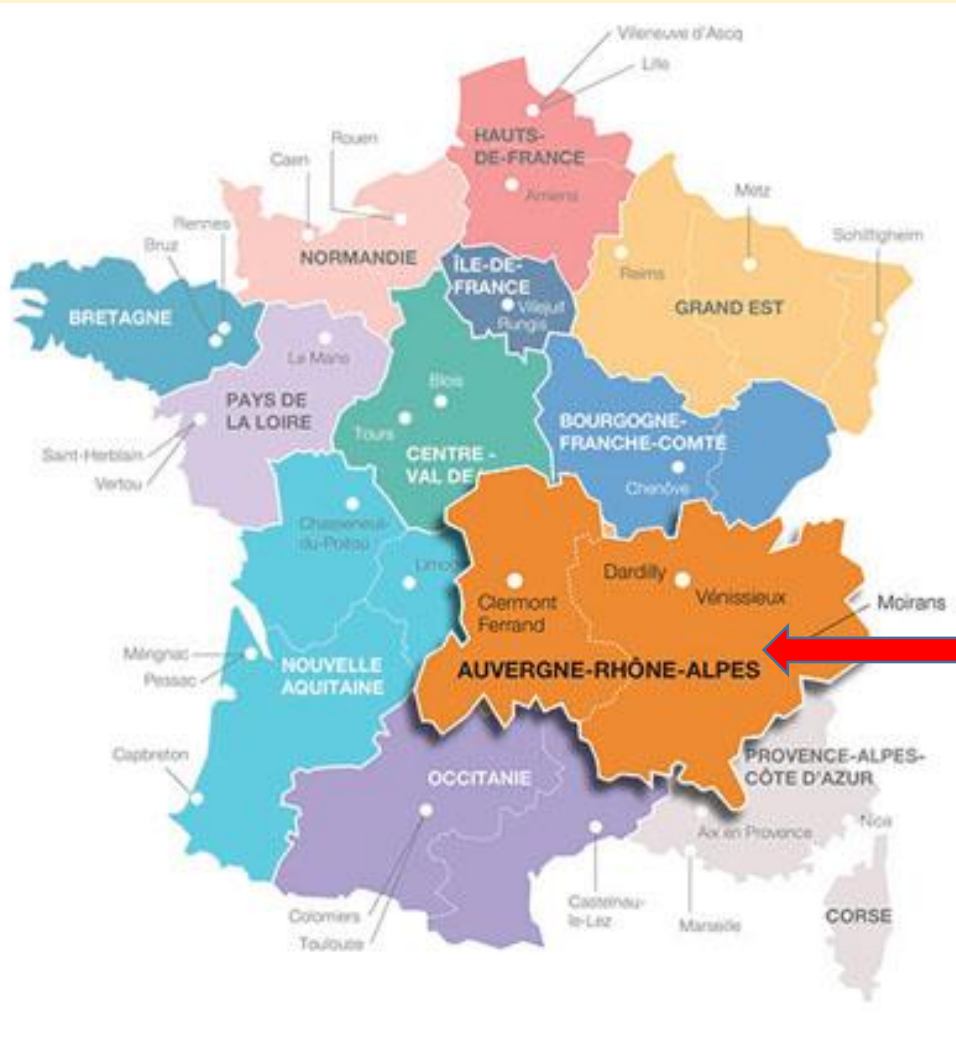 Villeneuve d'Ascq
Lille
HAUTS-
DE-FRANCE
Amiens
Rouen
Caen
NORMANDIE
Rennes
Bruz
BRETAGNE
ÎLE-DE-
FRANCE
Villejuif
Rungis
Metz
Schiltigheim
Reims
GRAND EST
Le Mans
PAYS DE
LA LOIRE
Saint-Herblain
Vertou
Blois
Tours
CENTRE -
VAL DE
BOURGOGNE-
FRANCHE-COMTÉ
Chenôve
Chasseneuil-
du-Poitou
Limo
Clermont
Ferrand
Dardilly
Vénissieux
Moirans
AUVERGNE-RHÔNE-ALPES
Mérignac
Pessac
NOUVELLE
AQUITAINE
Capbreton
OCCITANIE
PROVENCE-ALPES-
CÔTE D'AZUR
Aix en Provence
Nice
Colomiers
Toulouse
Castelnau-
le-Lez
Marseille
CORSE